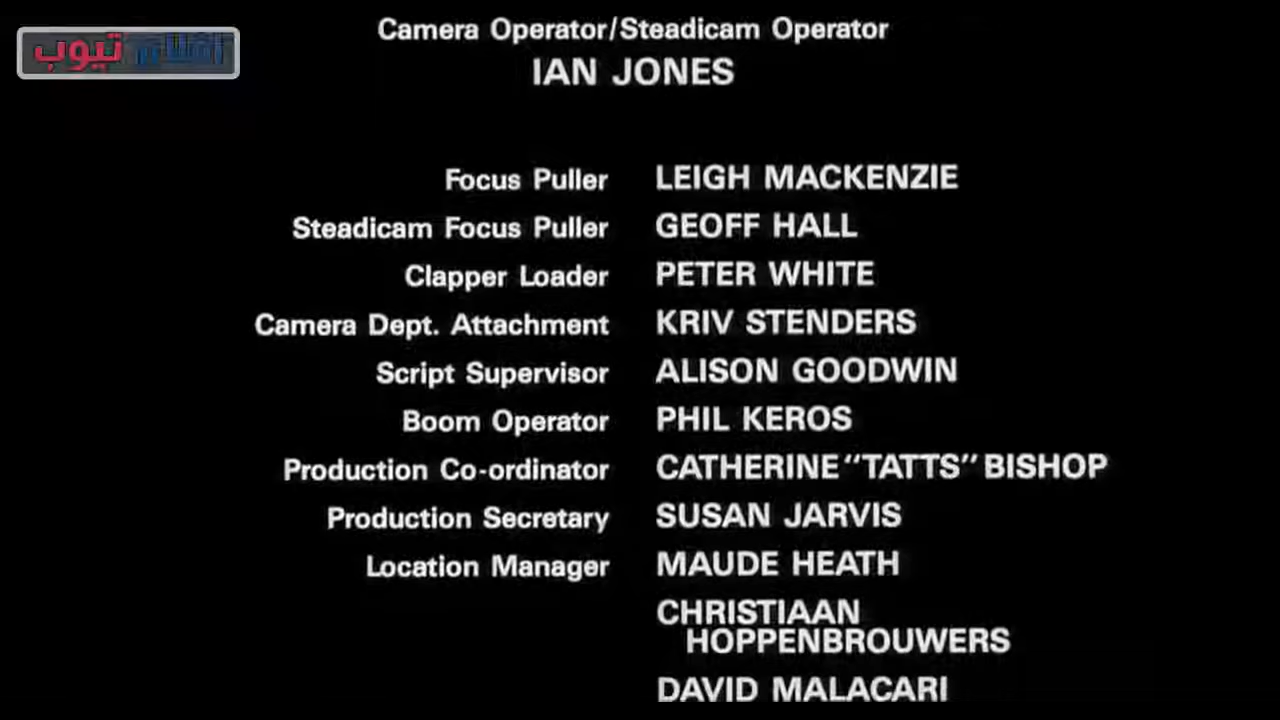 افلام تيوب
Camera Operator/Steadicam Operator
IAN JONES
Focus Puller LEIGH MACKENZIE
Steadicam Focus Puller GEOFF HALL
Clapper Loader PETER WHITE
Camera Dept. Attachment KRIV STENDERS
Script Supervisor ALISON GOODWIN
Boom Operator PHIL KEROS
Production Co-ordinator CATHERINE "TATTS" BISHOP
Production Secretary SUSAN JARVIS
Location Manager MAUDE HEATH
CHRISTIAAN
HOPPENBROUWERS
DAVID MALACARI